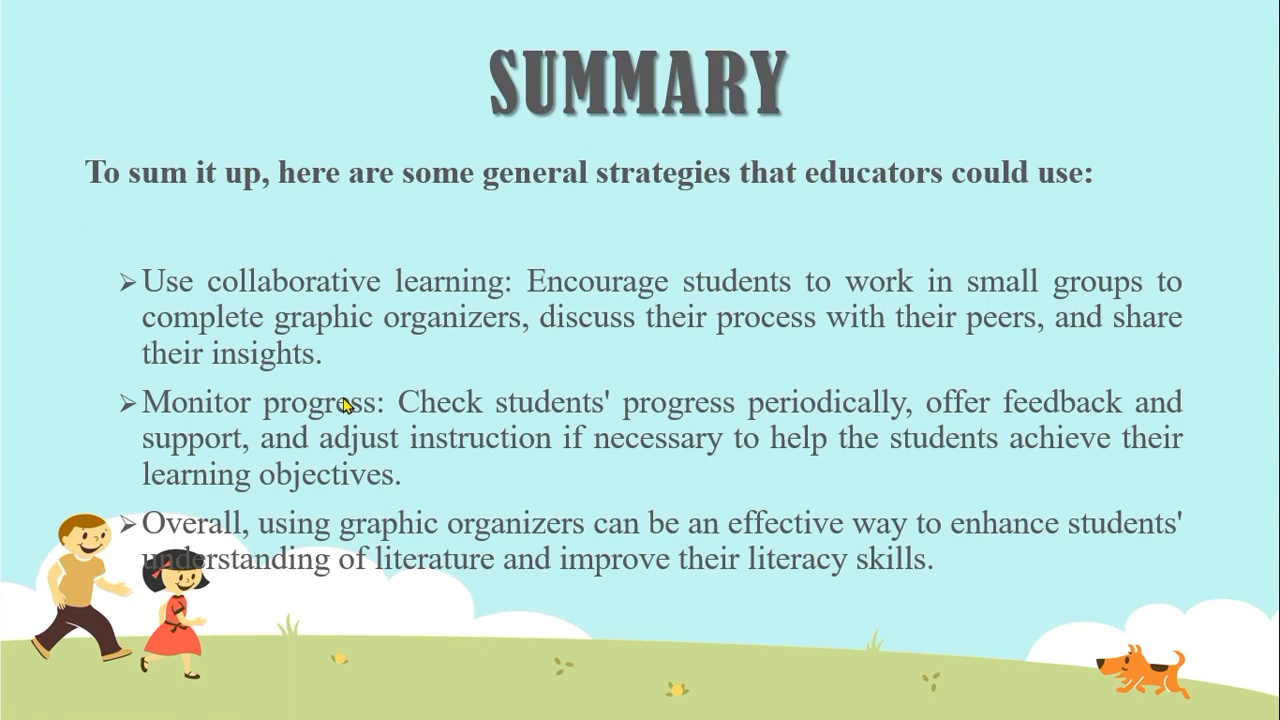 SUMMARY
To sum it up, here are some general strategies that educators could use:
➢Use collaborative learning: Encourage students to work in small groups to
complete graphic organizers, discuss their process with their peers, and share
their insights.
➢Monitor progress: Check students' progress periodically, offer feedback and
support, and adjust instruction if necessary to help the students achieve their
learning objectives.
➢Overall, using graphic organizers can be an effective way to enhance students'
understanding of literature and improve their literacy skills.